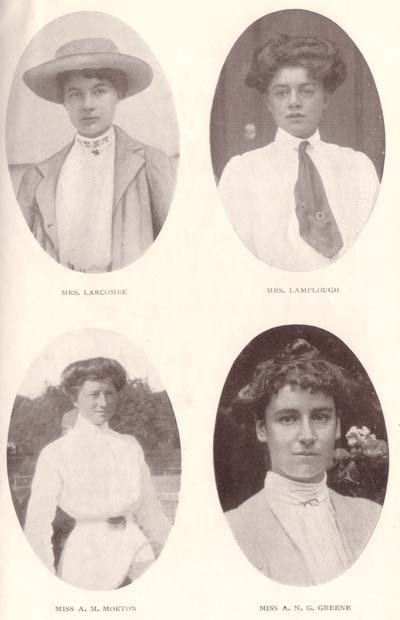 MRS. LARCOMBE
MRS. LAMPLOUGH
MISS A. M. MORTON
MISS A. N. G. GREENE